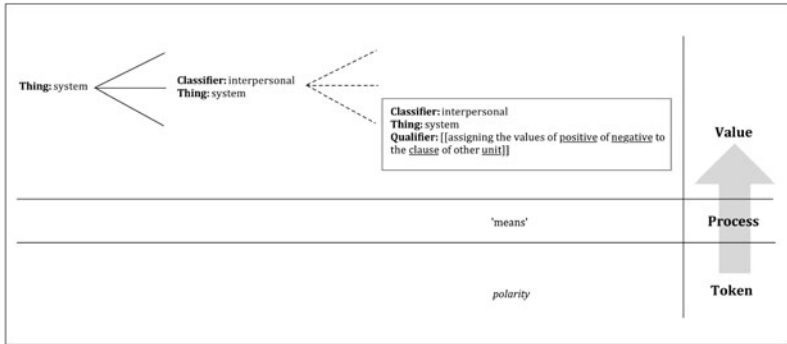 Thing: system
Classifier: interpersonal
Thing: system
Classifier: interpersonal
Thing: system
Qualifier: [[assigning the values of positive of negative to
the clause of other unit]]
Value
'means'
Process
polarity
Token